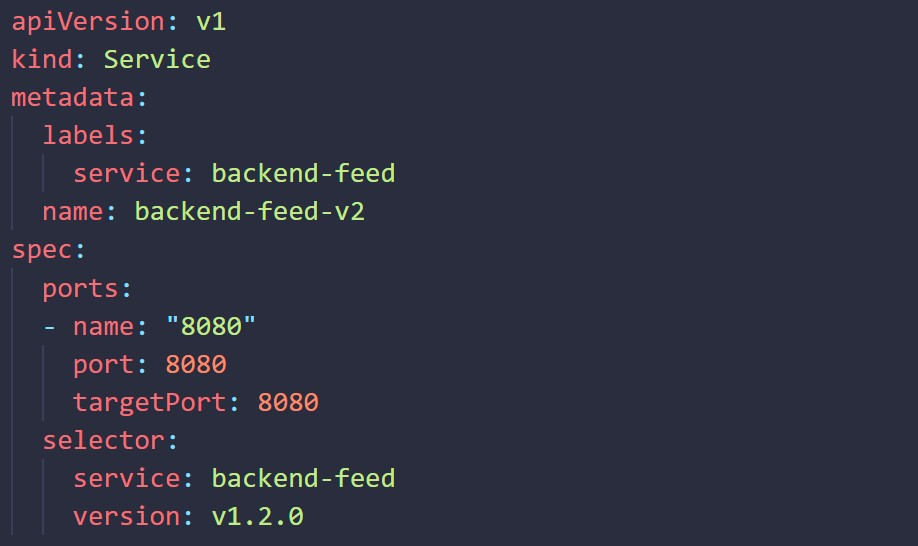 apiVersion: v1
kind: Service
metadata:
  labels:
    service: backend-feed
  name: backend-feed-v2
spec:
  ports:
  - name: "8080"
    port: 8080
    targetPort: 8080
  selector:
    service: backend-feed
    version: v1.2.0